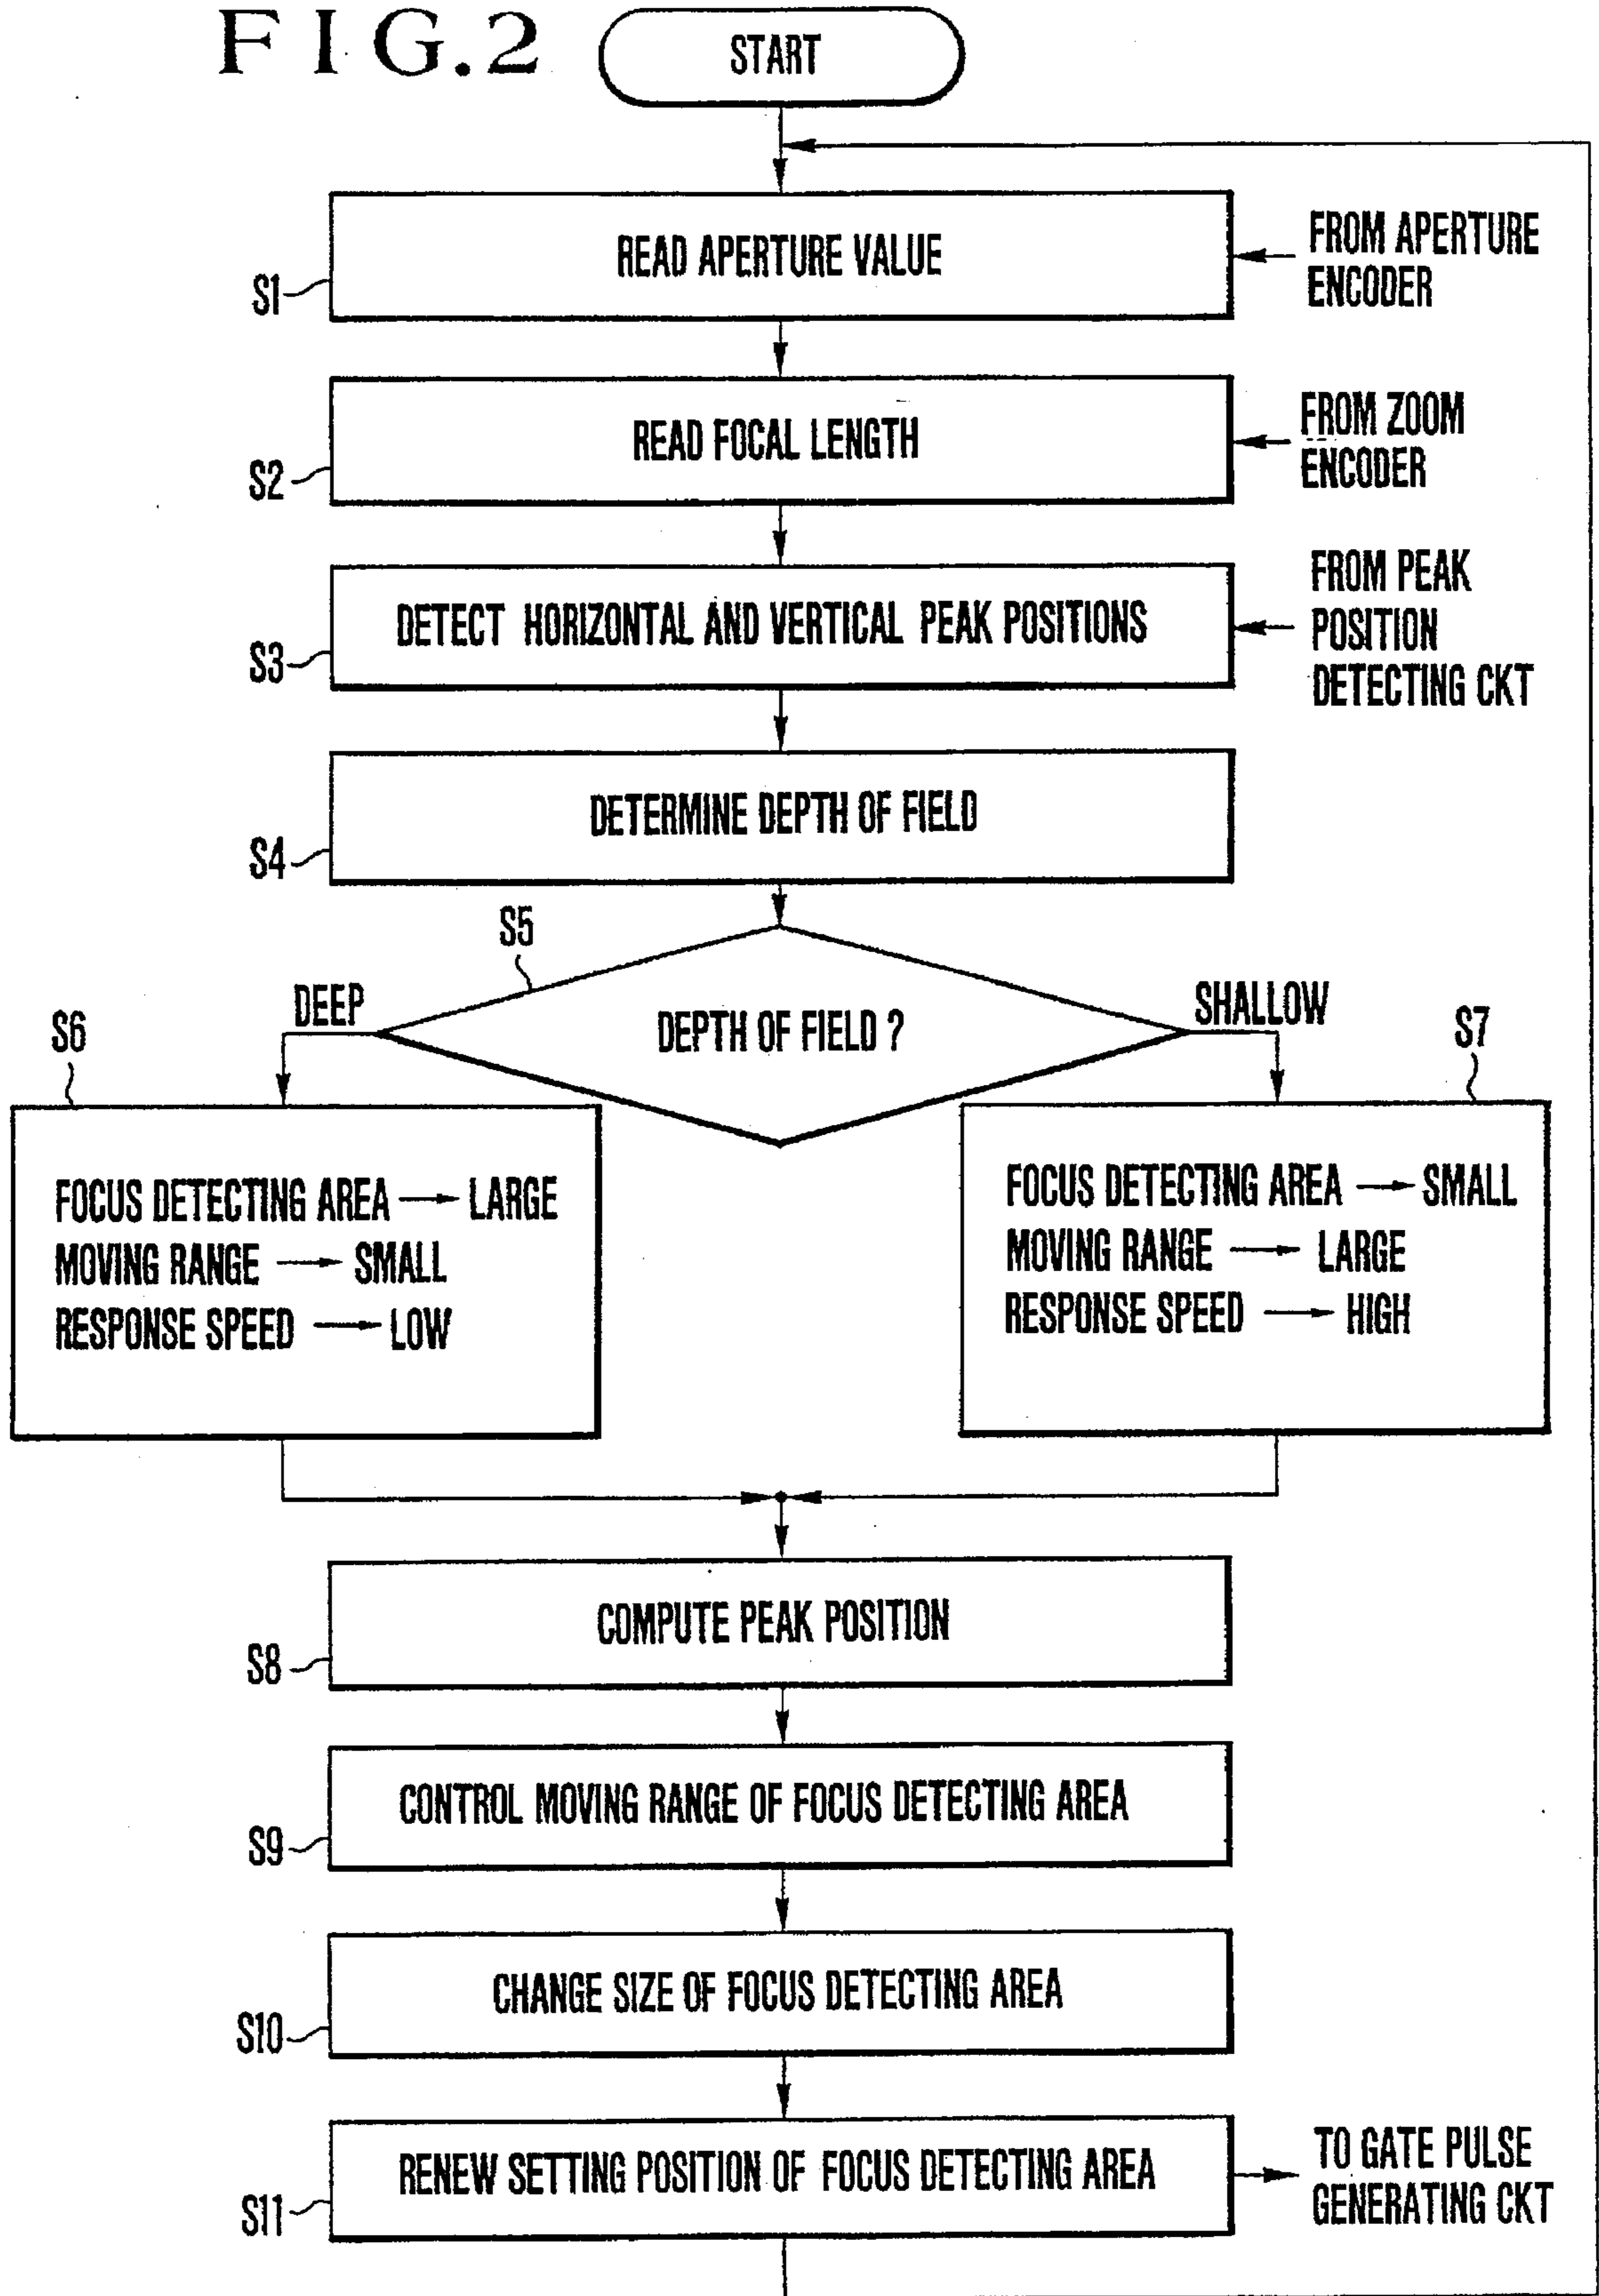 FIG.2
START
READ APERTURE VALUE
S1
FROM APERTURE
ENCODER
READ FOCAL LENGTH
S2
FROM ZOOM
ENCODER
DETECT HORIZONTAL AND VERTICAL PEAK POSITIONS
S3
FROM PEAK
POSITION
DETECTING CKT
DETERMINE DEPTH OF FIELD
S4
S5
DEPTH OF FIELD ?
DEEP
SHALLOW
S6
FOCUS DETECTING AREA → LARGE
MOVING RANGE → SMALL
RESPONSE SPEED → LOW
S7
FOCUS DETECTING AREA → SMALL
MOVING RANGE → LARGE
RESPONSE SPEED → HIGH
COMPUTE PEAK POSITION
S8
CONTROL MOVING RANGE OF FOCUS DETECTING AREA
S9
CHANGE SIZE OF FOCUS DETECTING AREA
S10
RENEW SETTING POSITION OF FOCUS DETECTING AREA
S11
TO GATE PULSE
GENERATING CKT